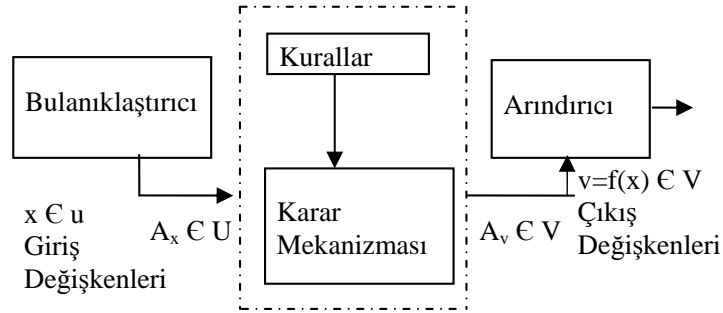 Kurallar
Bulanıklaştırıcı
Arındırıcı
Karar
Mekanizması
x Є u
Giriş
Değişkenleri
Aₓ Є U
Aᵥ Є V
v=f(x) Є V
Çıkış
Değişkenleri